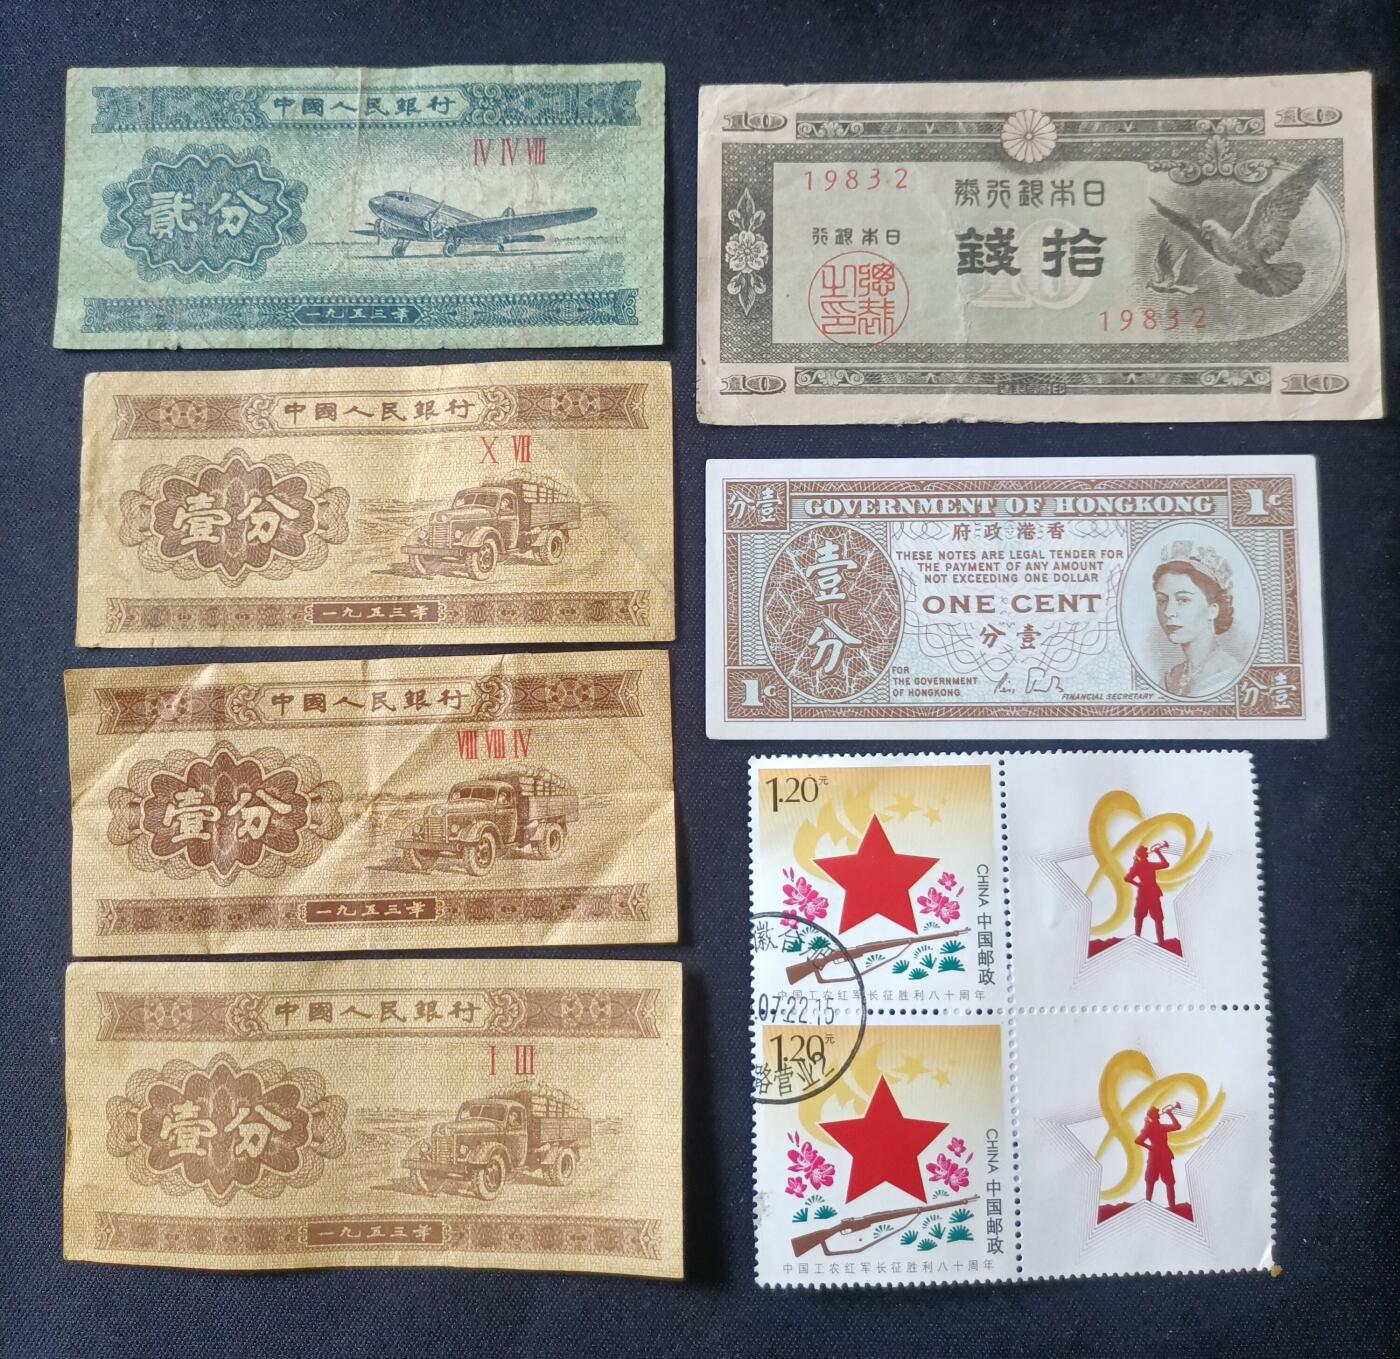 中國人民銀行
IV IV VIII
貳分
一九五三年
中國人民銀行
X VII
壹分
一九五三年
中國人民銀行
VIII VIII IV
壹分
一九五三年
中國人民銀行
I III
壹分
一九五三年
10
10
19832
券行銀本日
行銀本日
錢拾
10
19832
10
10
分壹
GOVERNMENT OF HONGKONG
1¢
府政港香
THESE NOTES ARE LEGAL TENDER FOR
THE PAYMENT OF ANY AMOUNT
NOT EXCEEDING ONE DOLLAR
壹分
ONE CENT
分壹
FOR
THE GOVERNMENT
OF HONGKONG
FINANCIAL SECRETARY
1¢
分壹
1.20元
CHINA 中国邮政
中国工农红军长征胜利八十周年
07.22.15
路营业
1.20元
CHINA 中国邮政
中国工农红军长征胜利八十周年